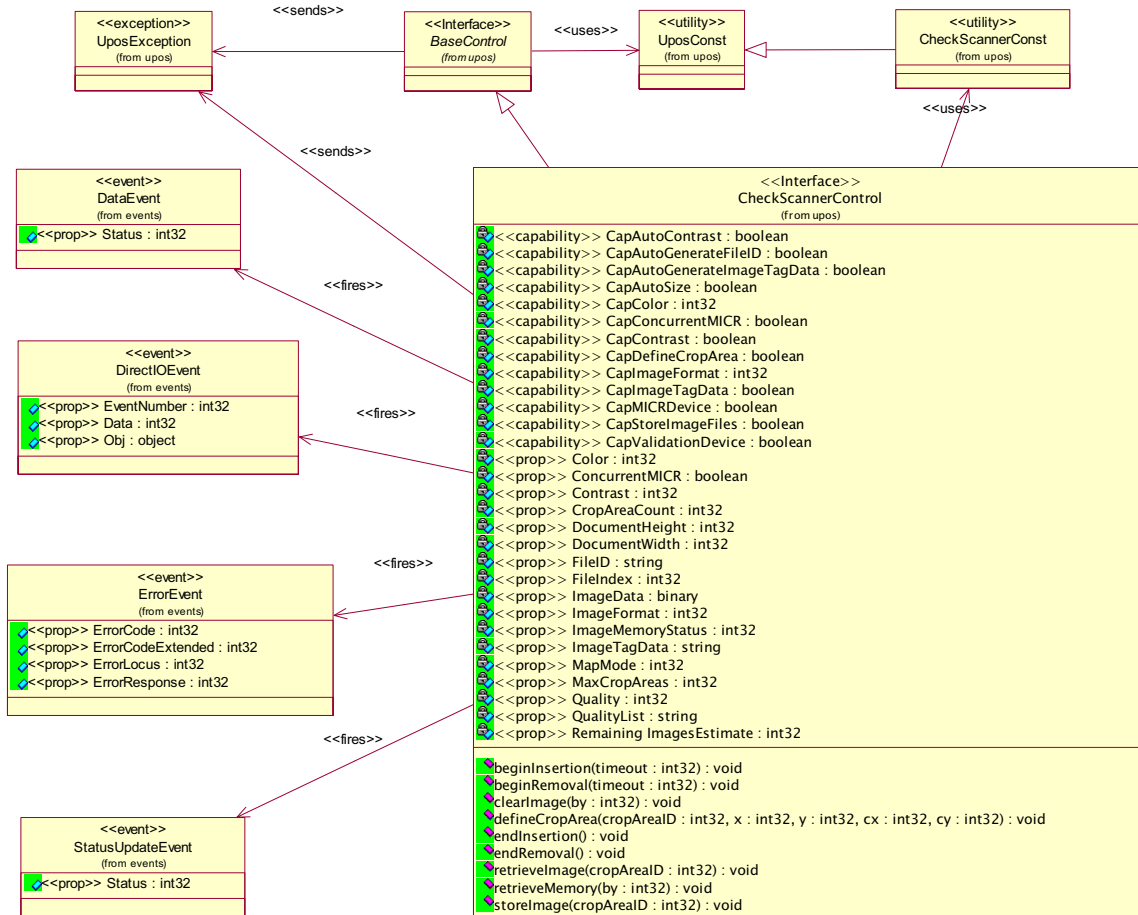 <<sends>>
<<exception>>
UposException
(from upos)
<<Interface>>
BaseControl
(from upos)
<<uses>>
<<utility>>
UposConst
(from upos)
<<utility>>
CheckScannerConst
(from upos)
<<uses>>
<<sends>>
<<event>>
DataEvent
(from events)
<<prop>> Status : int32
<<fires>>
<<event>>
DirectIOEvent
(from events)
<<prop>> EventNumber : int32
<<prop>> Data : int32
<<prop>> Obj : object
<<fires>>
<<event>>
ErrorEvent
(from events)
<<prop>> ErrorCode : int32
<<prop>> ErrorCodeExtended : int32
<<prop>> ErrorLocus : int32
<<prop>> ErrorResponse : int32
<<fires>>
<<event>>
StatusUpdateEvent
(from events)
<<prop>> Status : int32
<<fires>>
<<Interface>>
CheckScannerControl
(from upos)
<<capability>> CapAutoContrast : boolean
<<capability>> CapAutoGenerateFileID : boolean
<<capability>> CapAutoGenerateImageTagData : boolean
<<capability>> CapAutoSize : boolean
<<capability>> CapColor : int32
<<capability>> CapConcurrentMICR : boolean
<<capability>> CapContrast : boolean
<<capability>> CapDefineCropArea : boolean
<<capability>> CapImageFormat : int32
<<capability>> CapImageTagData : boolean
<<capability>> CapMICRDevice : boolean
<<capability>> CapStoreImageFiles : boolean
<<capability>> CapValidationDevice : boolean
<<prop>> Color : int32
<<prop>> ConcurrentMICR : boolean
<<prop>> Contrast : int32
<<prop>> CropAreaCount : int32
<<prop>> DocumentHeight : int32
<<prop>> DocumentWidth : int32
<<prop>> FileID : string
<<prop>> FileIndex : int32
<<prop>> ImageData : binary
<<prop>> ImageFormat : int32
<<prop>> ImageMemoryStatus : int32
<<prop>> ImageTagData : string
<<prop>> MapMode : int32
<<prop>> MaxCropAreas : int32
<<prop>> Quality : int32
<<prop>> QualityList : string
<<prop>> Remaining ImagesEstimate : int32
beginInsertion(timeout : int32) : void
beginRemoval(timeout : int32) : void
clearImage(by : int32) : void
defineCropArea(cropAreaID : int32, x : int32, y : int32, cx : int32, cy : int32) : void
endInsertion() : void
endRemoval() : void
retrieveImage(cropAreaID : int32) : void
retrieveMemory(by : int32) : void
storeImage(cropAreaID : int32) : void